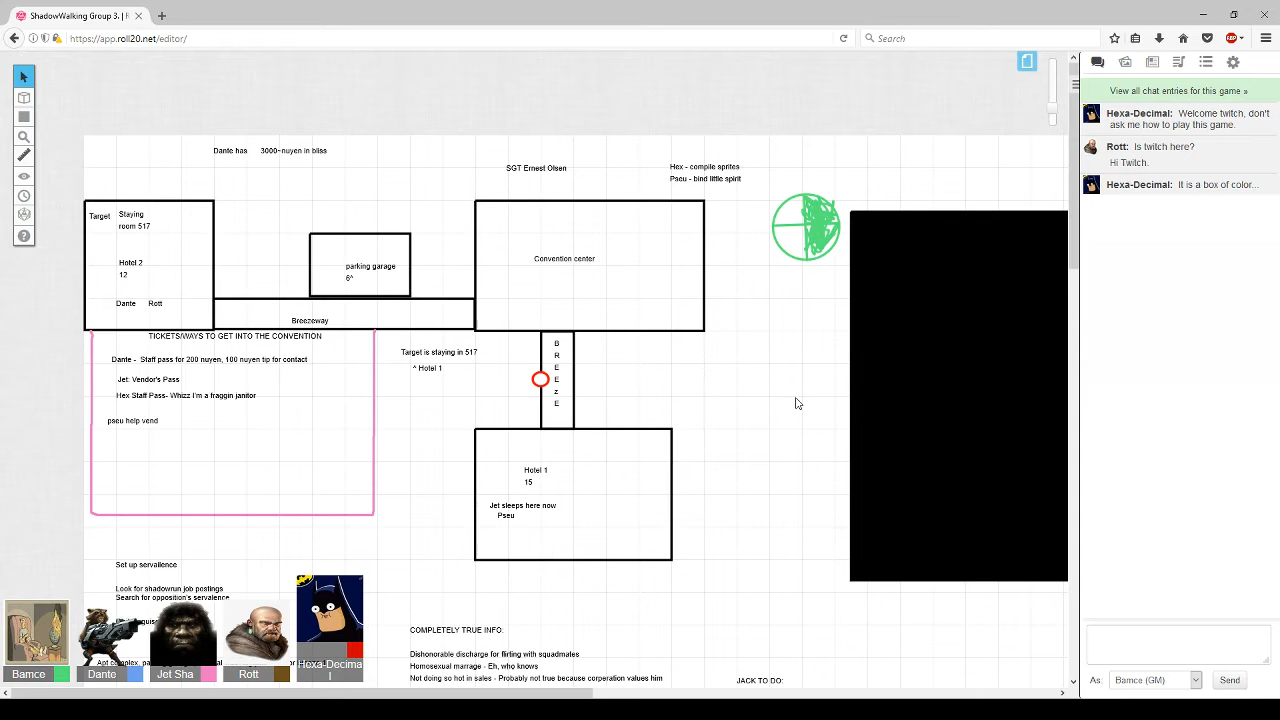 ShadowWalking Group 3. | R
https://app.roll20.net/editor/
Search
ABP
View all chat entries for this game »
Hexa-Decimal: Welcome twitch, don't
ask me how to play this game.
Rott: Is twitch here?
Hi Twitch.
Hexa-Decimal: It is a box of color...
Dante has 3000~nuyen in bliss
SGT Ernest Olsen
Hex - compile sprites
Pseu - bind little spirit
Target
Staying
room 517
Hotel 2
12
Dante Rott
parking garage
6^
Convention center
Breezeway
TICKETS/WAYS TO GET INTO THE CONVENTION
Dante - Staff pass for 200 nuyen, 100 nuyen tip for contact
Jet: Vendor's Pass
Hex Staff Pass- Whizz I'm a fraggin janitor
pseu help vend
Target is staying in 517
^ Hotel 1
B
R
E
E
z
E
Hotel 1
15
Jet sleeps here now
Pseu
Set up servailence
Look for shadowrun job postings
Search for opposition's servalence
COMPLETELY TRUE INFO:
Dishonorable discharge for flirting with squadmates
Homosexual marrage - Eh, who knows
Not doing so hot in sales - Probably not true because corperation values him
JACK TO DO:
Bamce
Dante
Jet Sha
Rott
Hexa-Decima
l
As: Bamce (GM)
Send